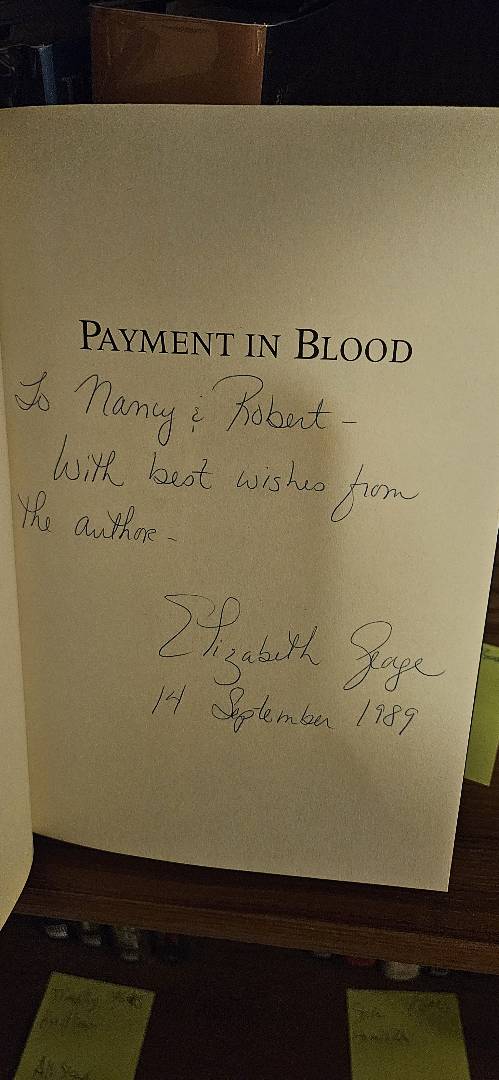 PAYMENT IN BLOOD
To Nancy & Robert -
With best wishes from
the author -
Elizabeth George
14 September 1989